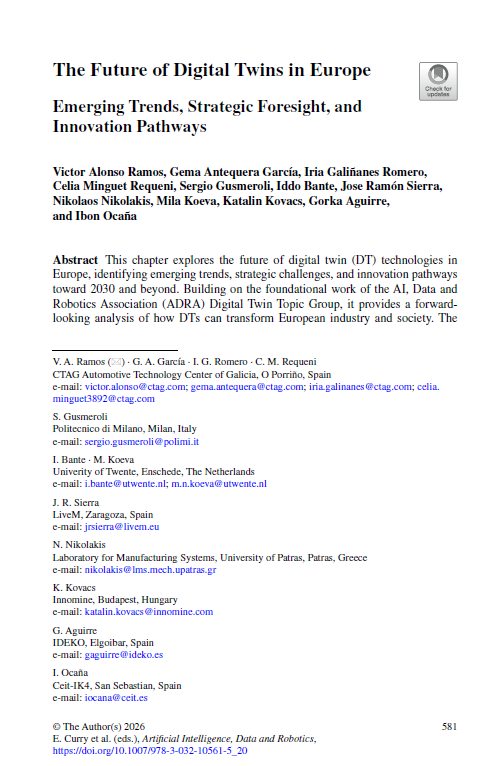 The Future of Digital Twins in Europe
Check for
updates
Emerging Trends, Strategic Foresight, and
Innovation Pathways
Victor Alonso Ramos, Gema Antequera García, Iria Galiñanes Romero,
Celia Minguet Requeni, Sergio Gusmeroli, Iddo Bante, Jose Ramón Sierra,
Nikolaos Nikolakis, Mila Koeva, Katalin Kovacs, Gorka Aguirre,
and Ibon Ocaña
Abstract This chapter explores the future of digital twin (DT) technologies in
Europe, identifying emerging trends, strategic challenges, and innovation pathways
toward 2030 and beyond. Building on the foundational work of the AI, Data and
Robotics Association (ADRA) Digital Twin Topic Group, it provides a forward-
looking analysis of how DTs can transform European industry and society. The
V. A. Ramos (✉) · G. A. García · I. G. Romero · C. M. Requeni
CTAG Automotive Technology Center of Galicia, O Porriño, Spain
e-mail: victor.alonso@ctag.com; gema.antequera@ctag.com; iria.galinanes@ctag.com; celia.
minguet3892@ctag.com
S. Gusmeroli
Politecnico di Milano, Milan, Italy
e-mail: sergio.gusmeroli@polimi.it
I. Bante · M. Koeva
Univerity of Twente, Enschede, The Netherlands
e-mail: i.bante@utwente.nl; m.n.koeva@utwente.nl
J. R. Sierra
LiveM, Zaragoza, Spain
e-mail: jrsierra@livem.eu
N. Nikolakis
Laboratory for Manufacturing Systems, University of Patras, Patras, Greece
e-mail: nikolakis@lms.mech.upatras.gr
K. Kovacs
Innomine, Budapest, Hungary
e-mail: katalin.kovacs@innomine.com
G. Aguirre
IDEKO, Elgoibar, Spain
e-mail: gaguirre@ideko.es
I. Ocaña
Ceit-IK4, San Sebastian, Spain
e-mail: iocana@ceit.es
© The Author(s) 2026
581
E. Curry et al. (eds.), Artificial Intelligence, Data and Robotics,
https://doi.org/10.1007/978-3-032-10561-5_20